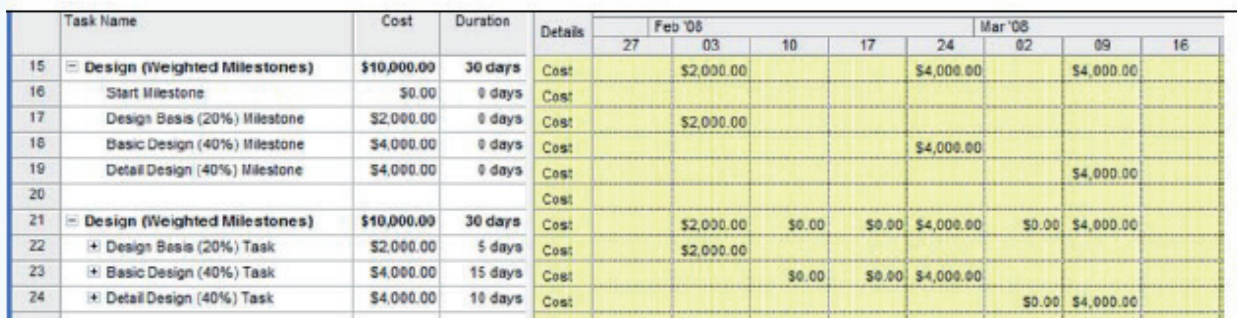 Task Name Cost Duration Details Feb '08 Mar '08
27 03 10 17 24 02 09 16
15 Design (Weighted Milestones) $10,000.00 30 days Cost $2,000.00 $4,000.00 $4,000.00
16 Start Milestone $0.00 0 days Cost
17 Design Basis (20%) Milestone $2,000.00 0 days Cost $2,000.00
18 Basic Design (40%) Milestone $4,000.00 0 days Cost $4,000.00
19 Detail Design (40%) Milestone $4,000.00 0 days Cost $4,000.00
20 Cost
21 Design (Weighted Milestones) $10,000.00 30 days Cost $2,000.00 $0.00 $0.00 $4,000.00 $0.00 $4,000.00
22 Design Basis (20%) Task $2,000.00 5 days Cost $2,000.00
23 Basic Design (40%) Task $4,000.00 15 days Cost $0.00 $0.00 $4,000.00
24 Detail Design (40%) Task $4,000.00 10 days Cost $0.00 $4,000.00